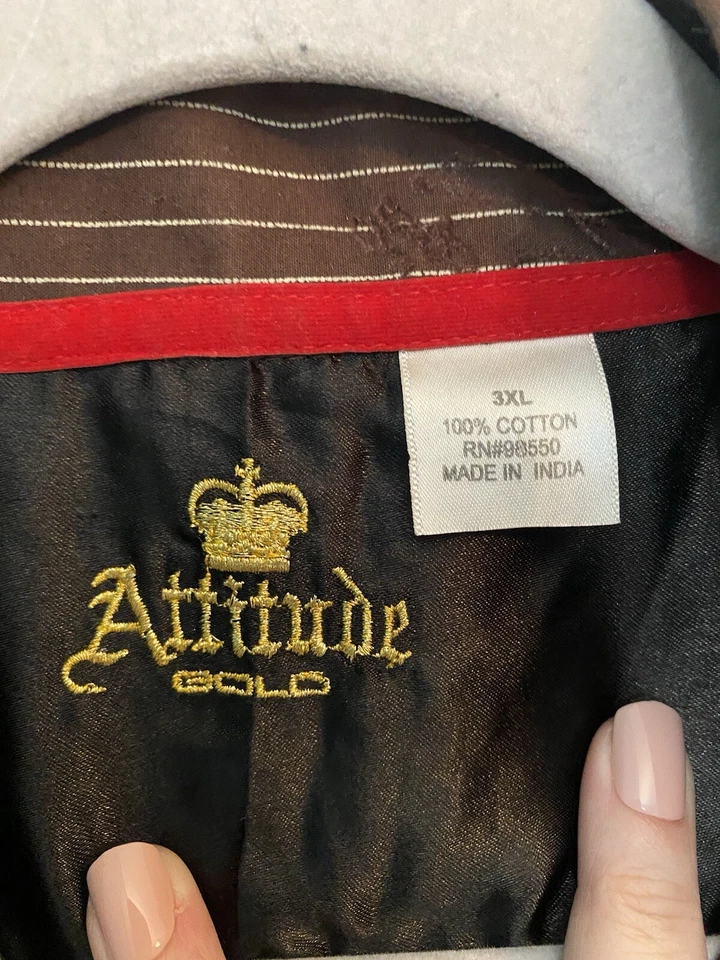 3XL
100% COTTON
RN#98550
MADE IN INDIA
Attitude
GOLD